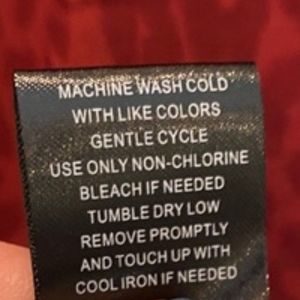 MACHINE WASH COLD
WITH LIKE COLORS
GENTLE CYCLE
USE ONLY NON-CHLORINE
BLEACH IF NEEDED
TUMBLE DRY LOW
REMOVE PROMPTLY
AND TOUCH UP WITH
COOL IRON IF NEEDED